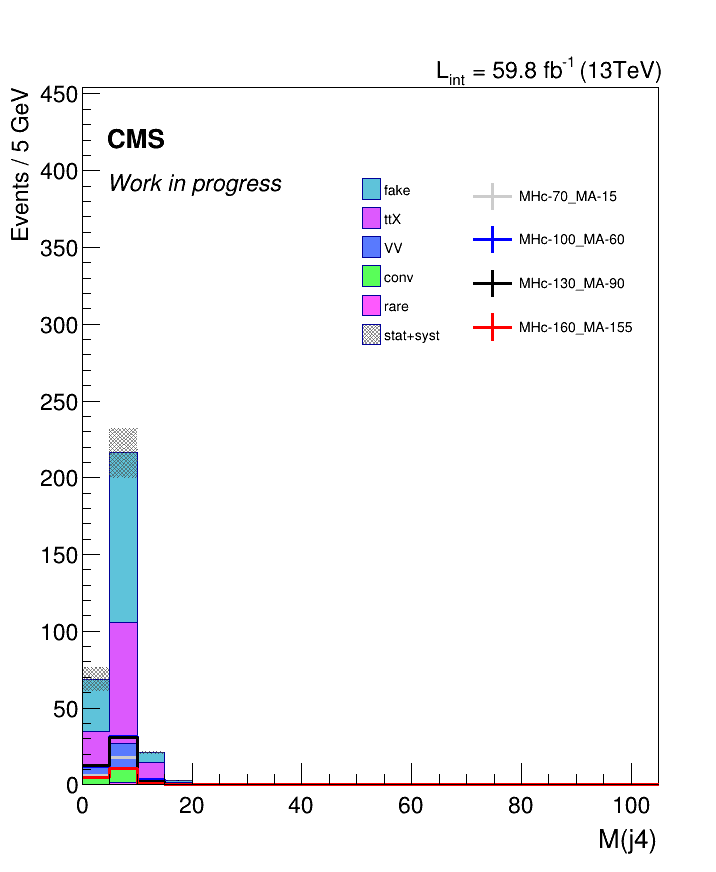 L_int = 59.8 fb^-1 (13TeV)
Events / 5 GeV
CMS
Work in progress
fake
ttX
VV
conv
rare
stat+syst
MHc-70_MA-15
MHc-100_MA-60
MHc-130_MA-90
MHc-160_MA-155
450
400
350
300
250
200
150
100
50
0
0 20 40 60 80 100
M(j4)